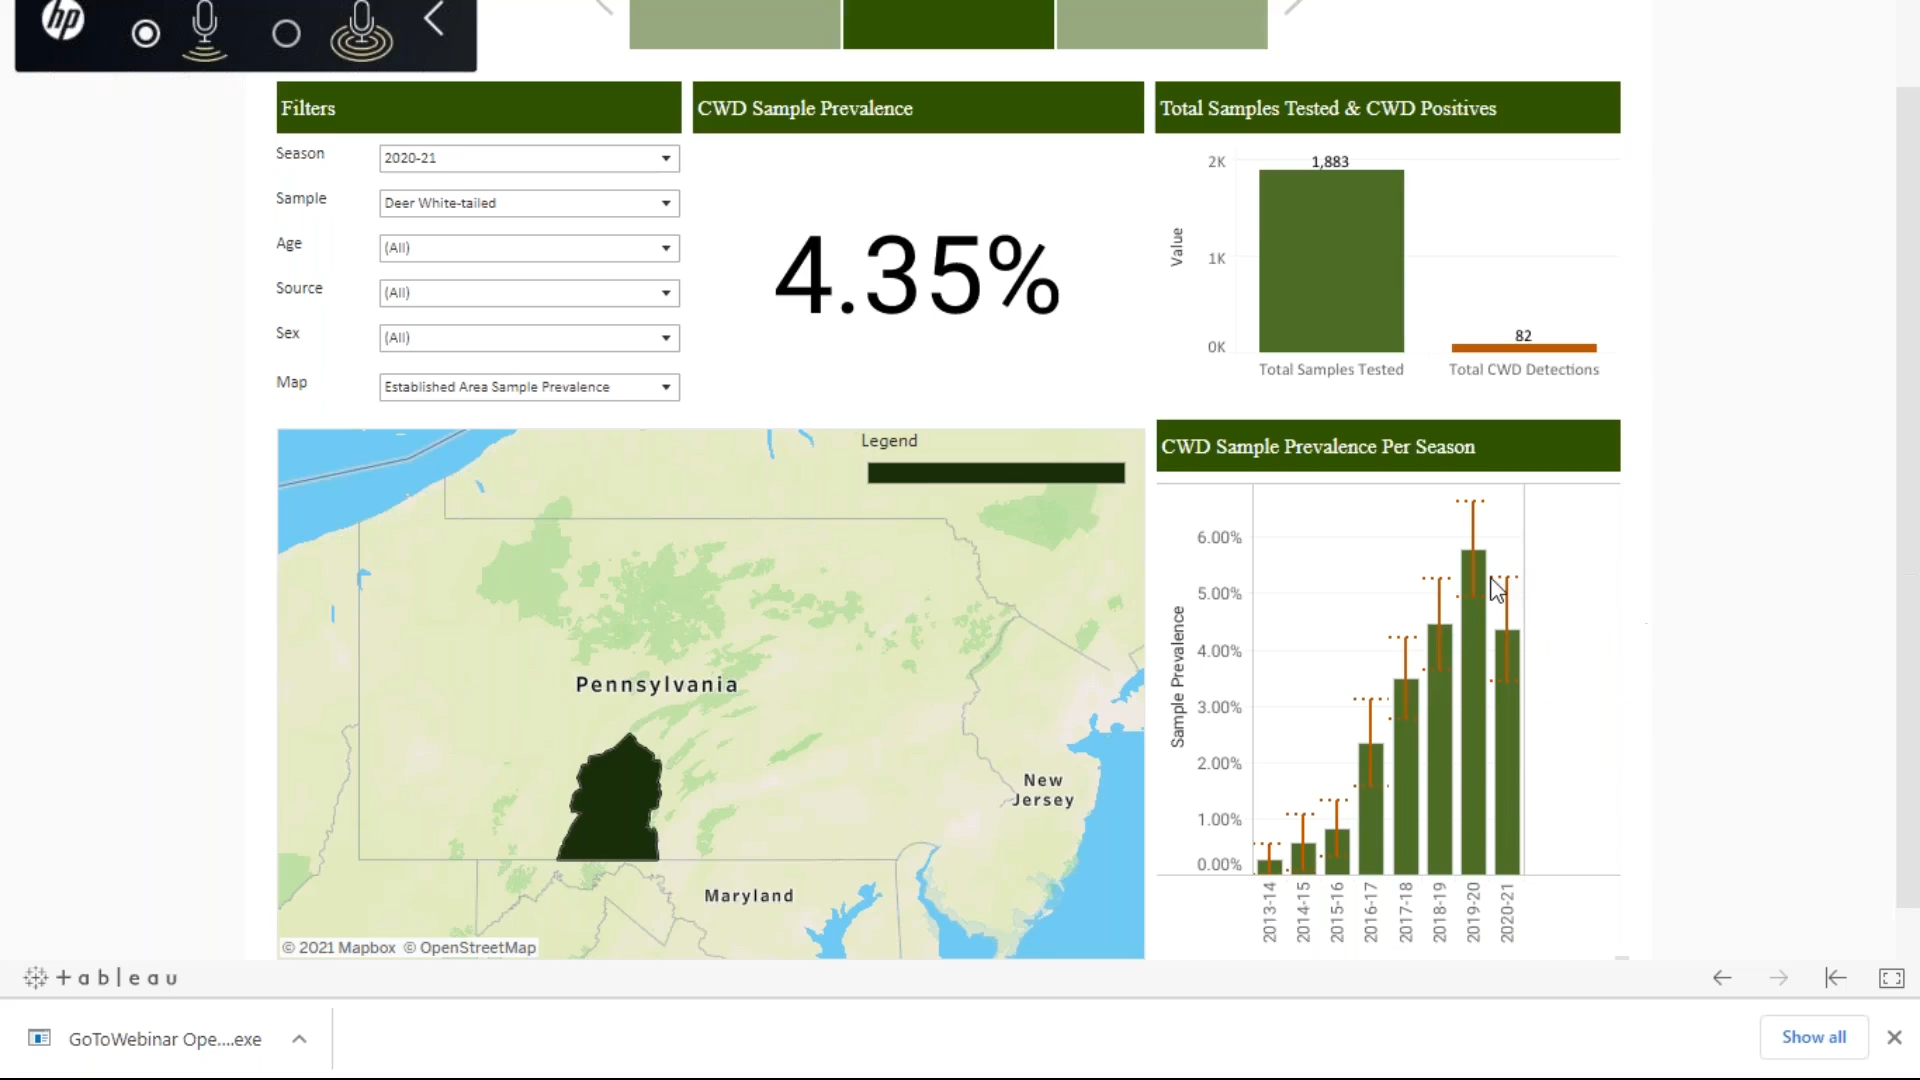 hp
Filters
CWD Sample Prevalence
Total Samples Tested & CWD Positives
Season
2020-21
Sample
Deer White-tailed
Age
(All)
Source
(All)
Sex
(All)
Map
Established Area Sample Prevalence
4.35%
Value
2K
1K
0K
1,883
82
Total Samples Tested
Total CWD Detections
Legend
Pennsylvania
New
Jersey
Maryland
© 2021 Mapbox © OpenStreetMap
CWD Sample Prevalence Per Season
Sample Prevalence
6.00%
5.00%
4.00%
3.00%
2.00%
1.00%
0.00%
2013-14
2014-15
2015-16
2016-17
2017-18
2018-19
2019-20
2020-21
+ a b l e a u
GoToWebinar Ope....exe
Show all